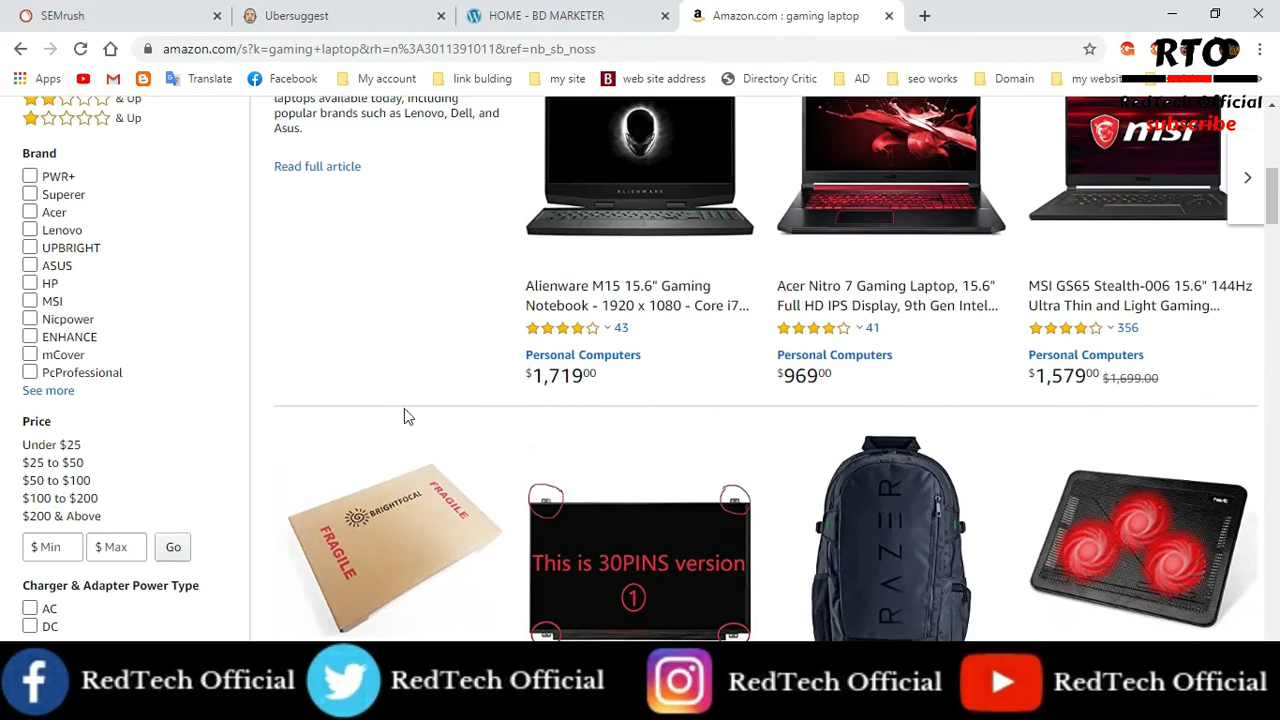 SEMrush
Ubersuggest
HOME - BD MARKETER
Amazon.com : gaming laptop
amazon.com/s?k=gaming+laptop&rh=n%3A3011391011&ref=nb_sb_noss
RTO
Apps
Translate
Facebook
My account
link bulding
my site
web site address
Directory Critic
AD
seo works
Domain
my websi
RedTech Official
subscribe
& Up
& Up
laptops available today, including
popular brands such as Lenovo, Dell, and
Asus.
Read full article
Brand
PWR+
Superer
Acer
Lenovo
UPBRIGHT
ASUS
HP
MSI
Nicpower
ENHANCE
mCover
PcProfessional
See more
Price
Under $25
$25 to $50
$50 to $100
$100 to $200
$200 & Above
$ Min
$ Max
Go
Charger & Adapter Power Type
AC
DC
ALIENWARE
msi
Alienware M15 15.6" Gaming
Notebook - 1920 x 1080 - Core i7...
43
Personal Computers
$1,71900
Acer Nitro 7 Gaming Laptop, 15.6"
Full HD IPS Display, 9th Gen Intel...
41
Personal Computers
$96900
MSI GS65 Stealth-006 15.6" 144Hz
Ultra Thin and Light Gaming...
356
Personal Computers
$1,57900 $1,699.00
FRAGILE
BRIGHTFOCAL
FRAGILE
This is 30PINS version
1
RAZER
RedTech Official
RedTech Official
RedTech Official
RedTech Official